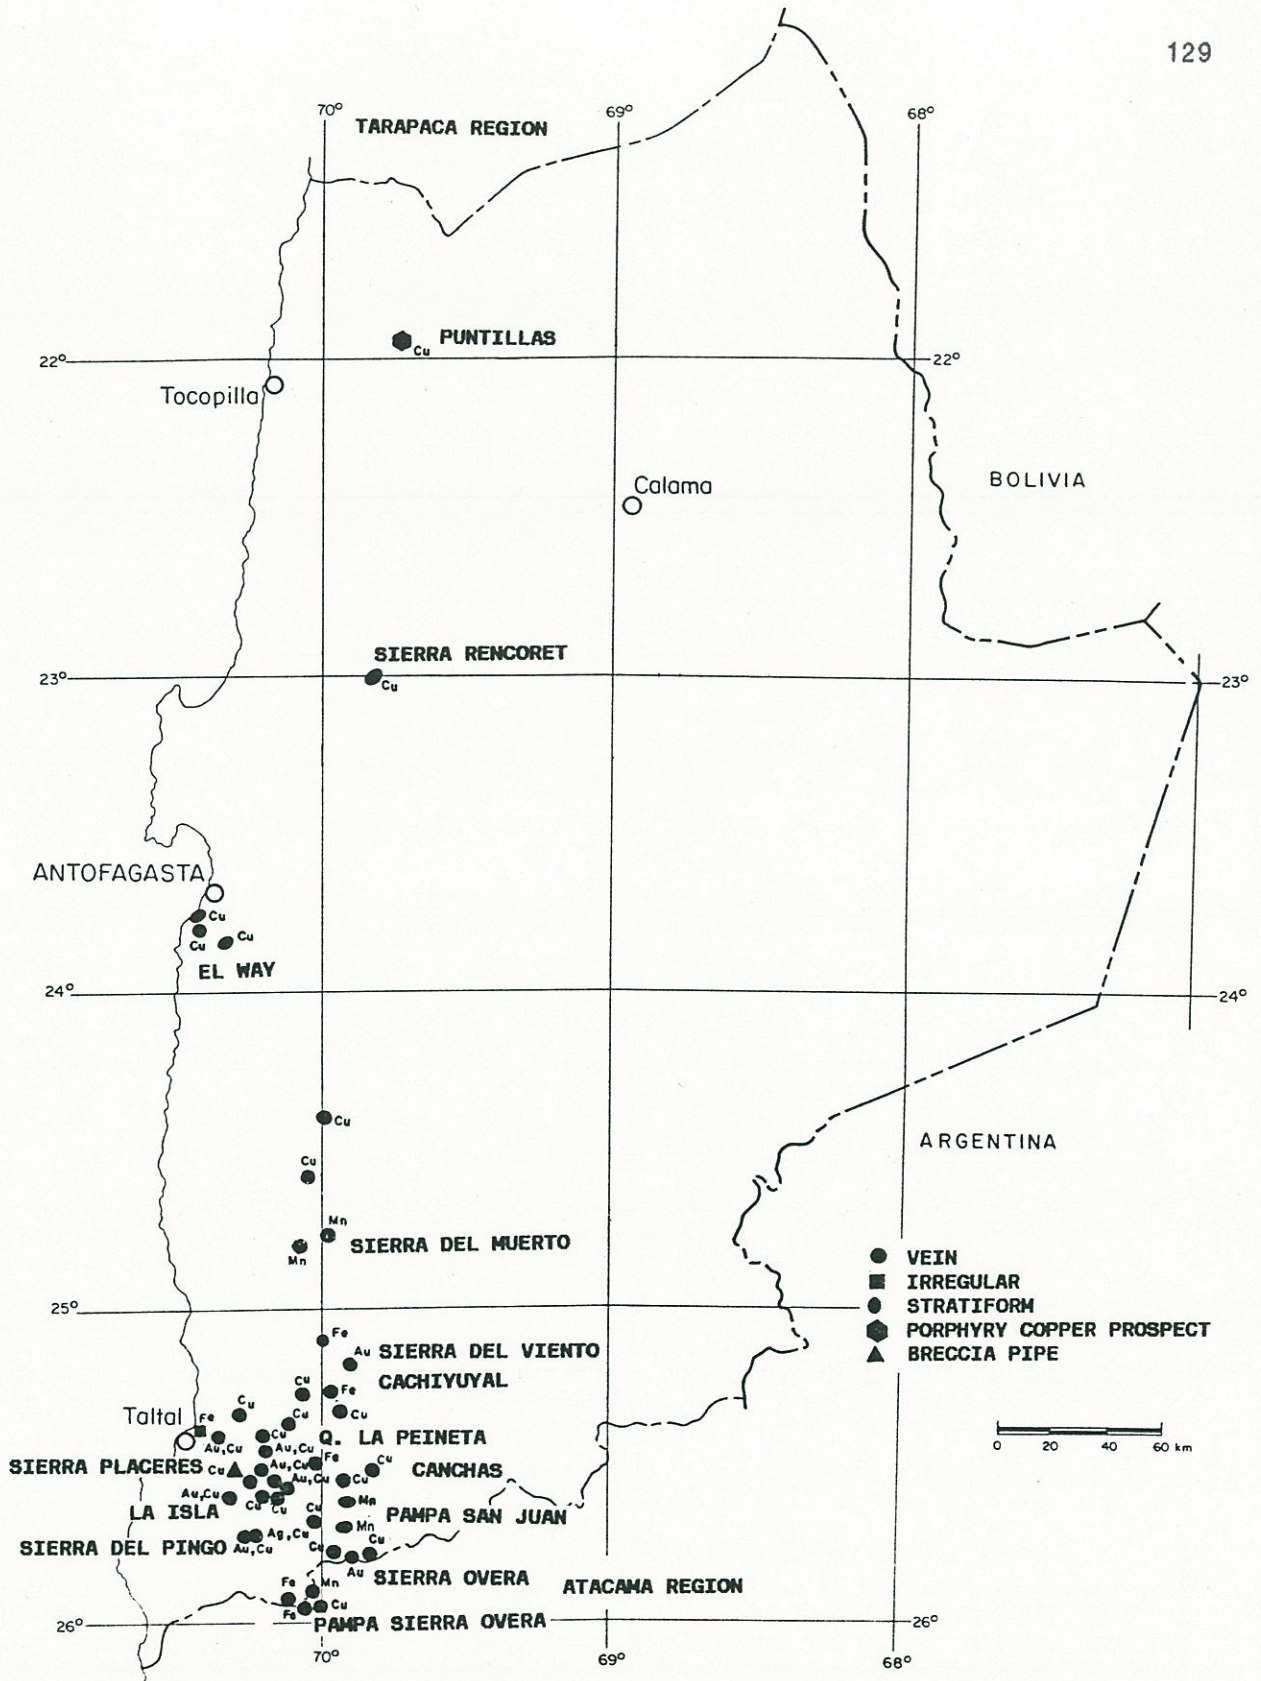 129
70°
69°
68°
TARAPACA REGION
Cu
PUNTILLAS
22°
22°
Tocopilla
Calama
BOLIVIA
SIERRA RENCORET
23°
Cu
23°
ANTOFAGASTA
Cu
Cu
Cu
EL WAY
24°
24°
Cu
Cu
ARGENTINA
Mn
Mn
SIERRA DEL MUERTO
VEIN
IRREGULAR
STRATIFORM
PORPHYRY COPPER PROSPECT
BRECCIA PIPE
25°
Fe
Au
SIERRA DEL VIENTO
CACHIYUYAL
Cu
Fe
Cu
Cu
Cu
Taltal
Fe
Au,Cu
Cu
Q. LA PEINETA
Au,Cu
Fe
0 20 40 60 km
SIERRA PLACERES
Cu
Au,Cu
Cu
CANCHAS
Au,Cu
Cu
Au,Cu
Cu
Cu
LA ISLA
Mn
Cu
PAMPA SAN JUAN
Mn
Ag,Cu
Cu
SIERRA DEL PINGO
Au,Cu
Cu
Au
SIERRA OVERA
ATACAMA REGION
Fe
Mn
Fe
Cu
PAMPA SIERRA OVERA
26°
26°
70°
69°
68°